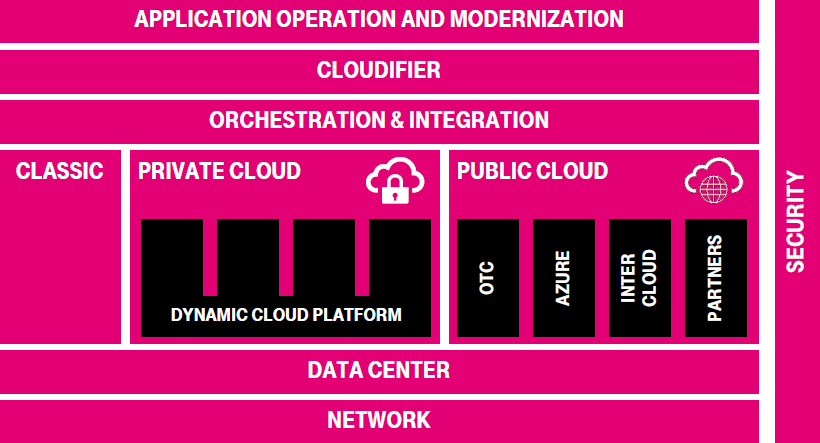 APPLICATION OPERATION AND MODERNIZATION
CLOUDIFIER
ORCHESTRATION & INTEGRATION
CLASSIC
PRIVATE CLOUD
DYNAMIC CLOUD PLATFORM
PUBLIC CLOUD
OTC
AZURE
INTER
CLOUD
PARTNERS
DATA CENTER
NETWORK
SECURITY